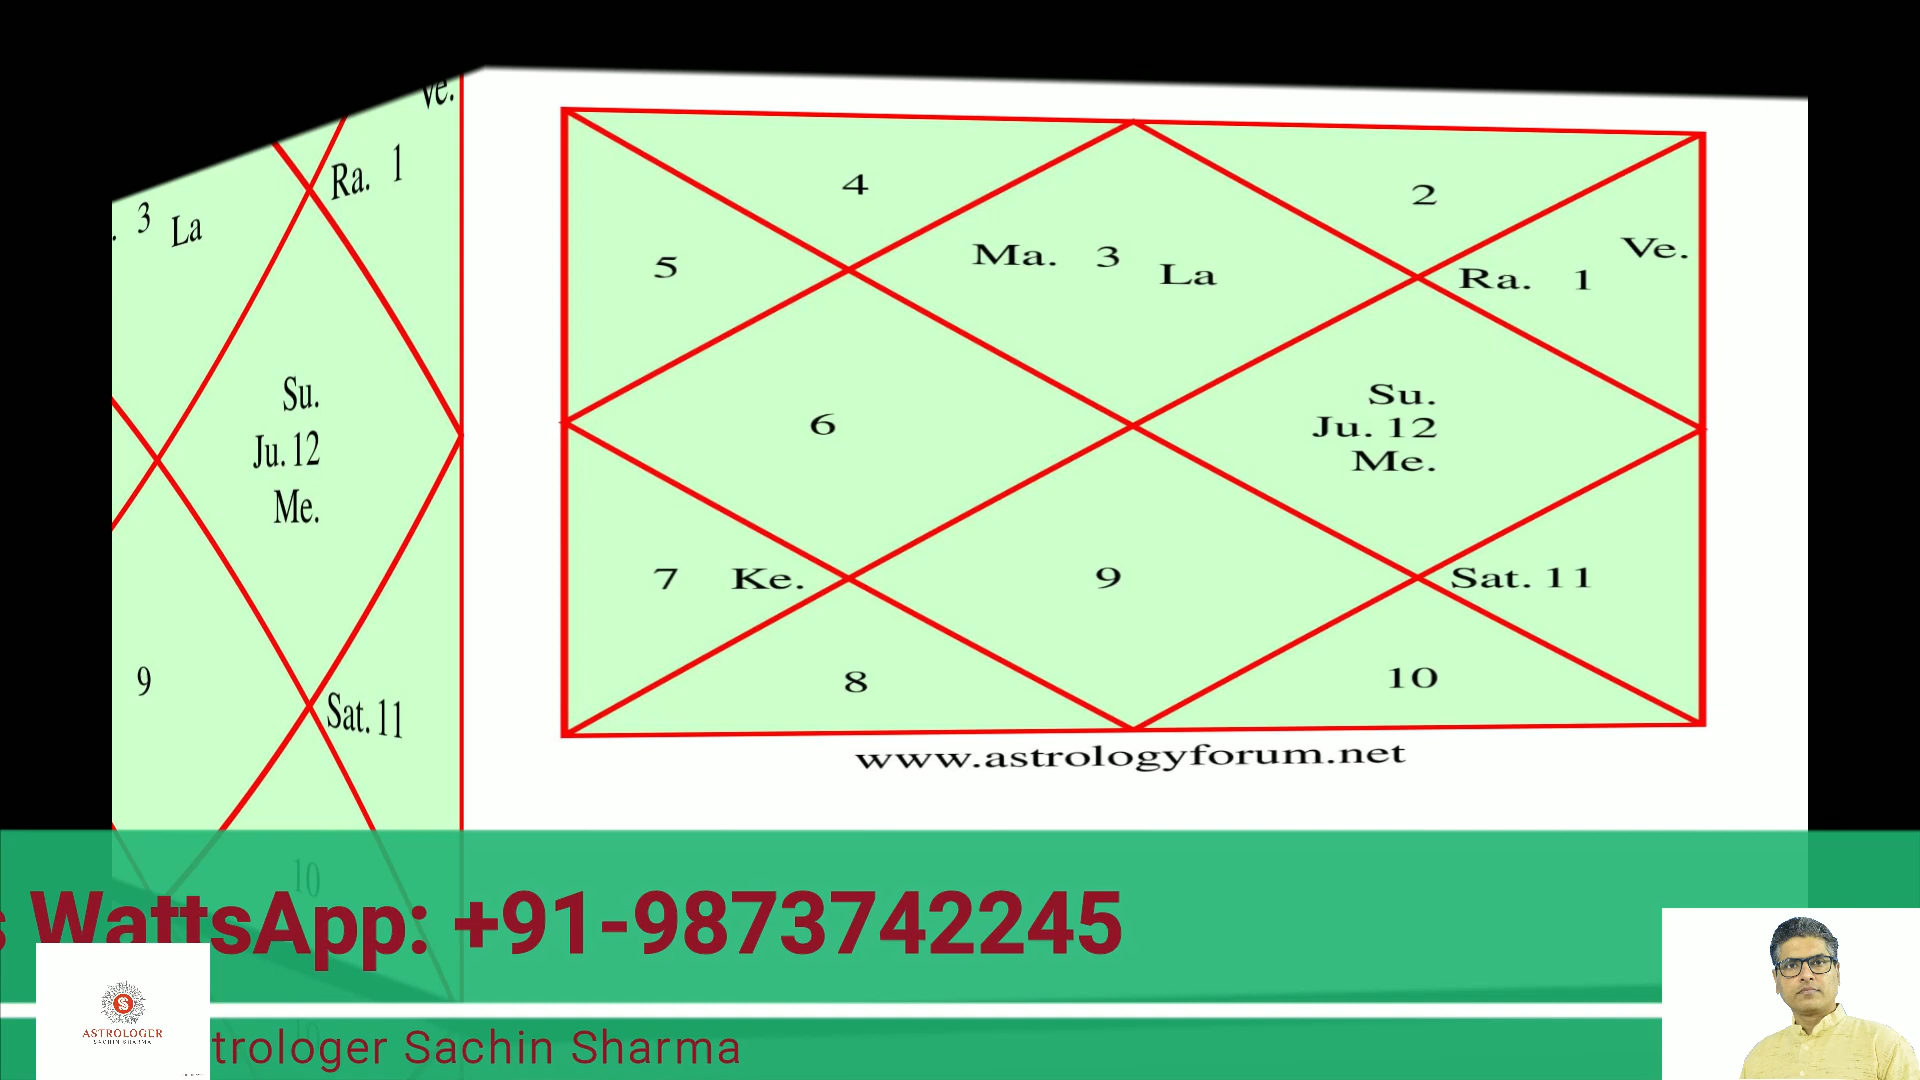 Ve.
Ra. 1
3 La
Su.
Ju. 12
Me.
9
Sat. 11
10
4
2
5
Ma. 3 La
Ra. 1 Ve.
6
Su.
Ju. 12
Me.
7 Ke.
9
Sat. 11
8
10
www.astrologyforum.net
s WattsApp: +91-9873742245
trologer Sachin Sharma
ASTROLOGER
SACHIN SHARMA